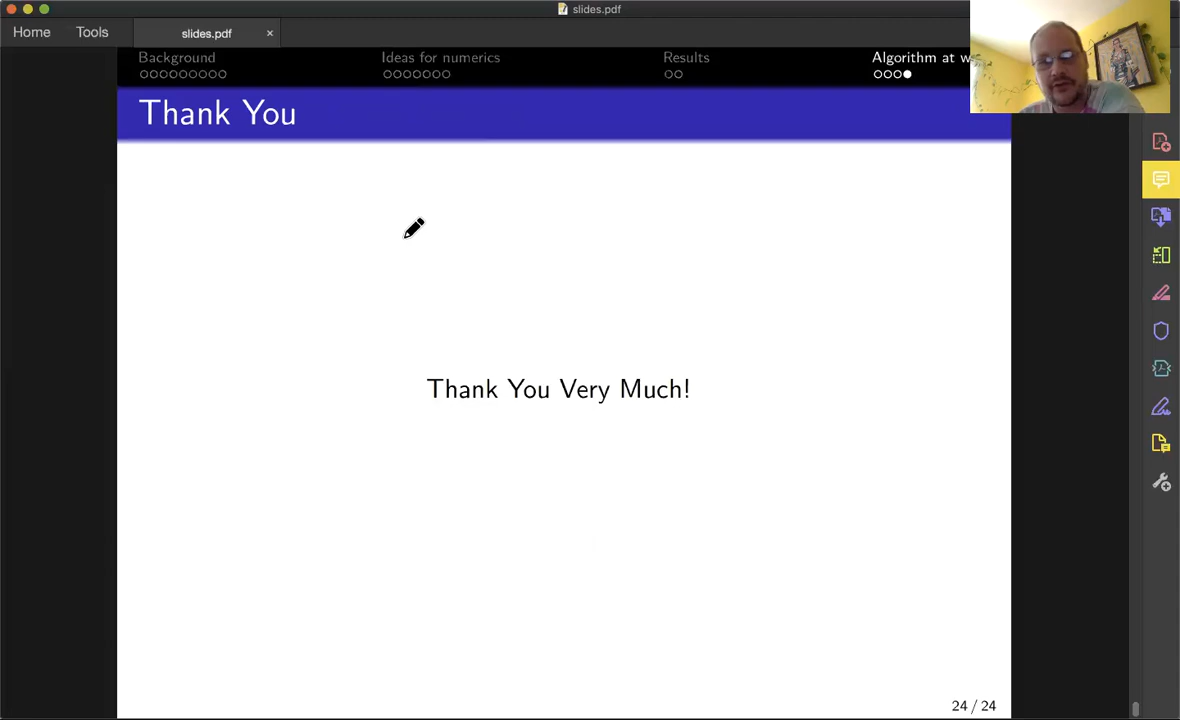 slides.pdf
Home
Tools
slides.pdf ×
Background
Ideas for numerics
Results
Algorithm at w
Thank You
Thank You Very Much!
24 / 24